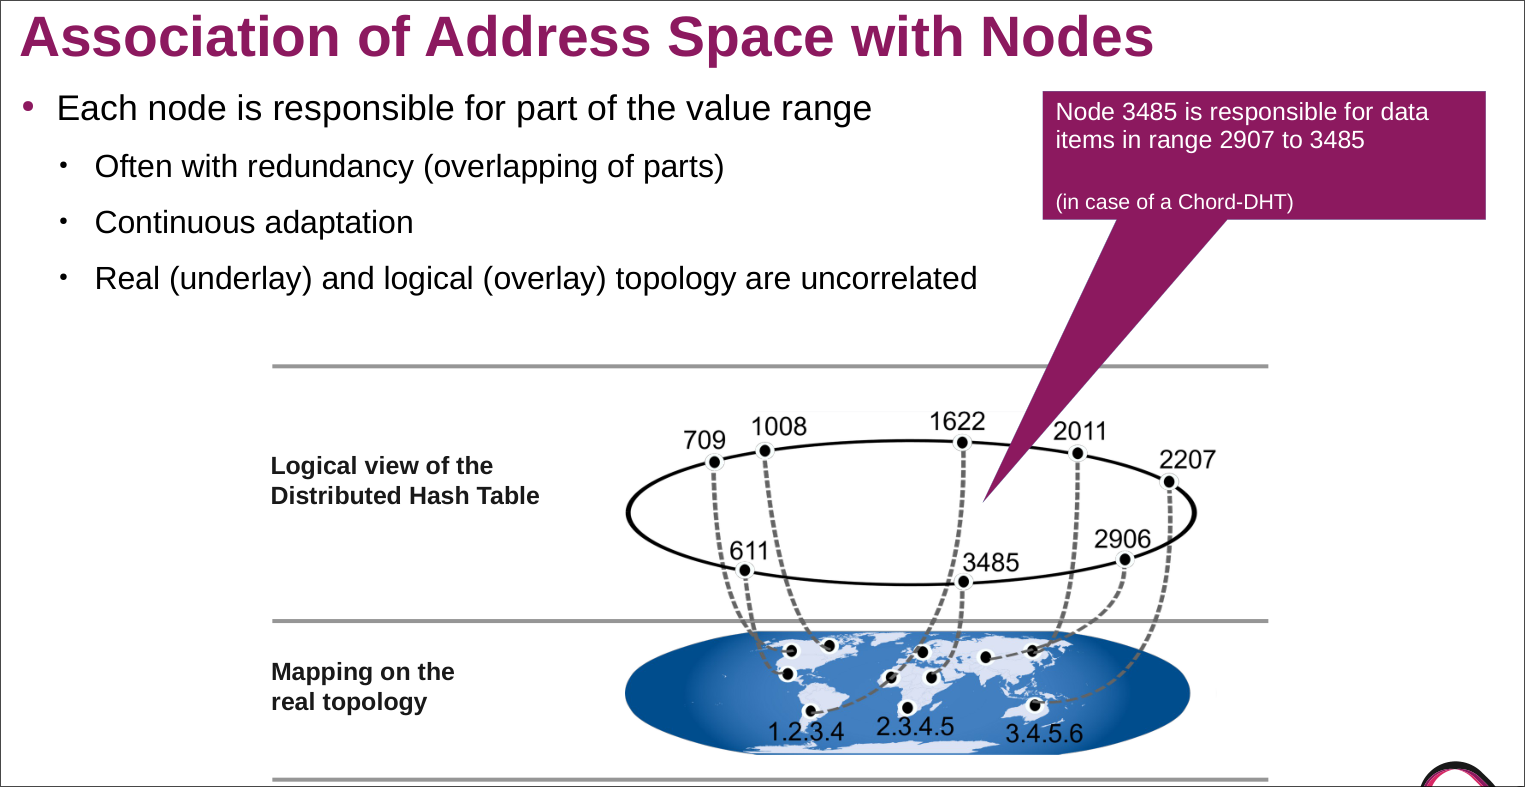 Association of Address Space with Nodes
• Each node is responsible for part of the value range
• Often with redundancy (overlapping of parts)
• Continuous adaptation
• Real (underlay) and logical (overlay) topology are uncorrelated
Node 3485 is responsible for data
items in range 2907 to 3485
(in case of a Chord-DHT)
Logical view of the
Distributed Hash Table
709
1008
1622
2011
2207
611
3485
2906
Mapping on the
real topology
1.2.3.4
2.3.4.5
3.4.5.6